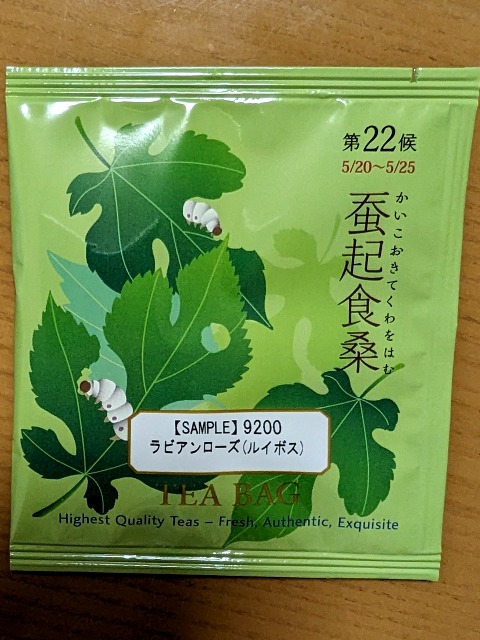 第22候
5/20～5/25
蚕起食桑
かいこおきてくわをはむ
【SAMPLE】9200
ラビアンローズ(ルイボス)
TEA BAG
Highest Quality Teas – Fresh, Authentic, Exquisite